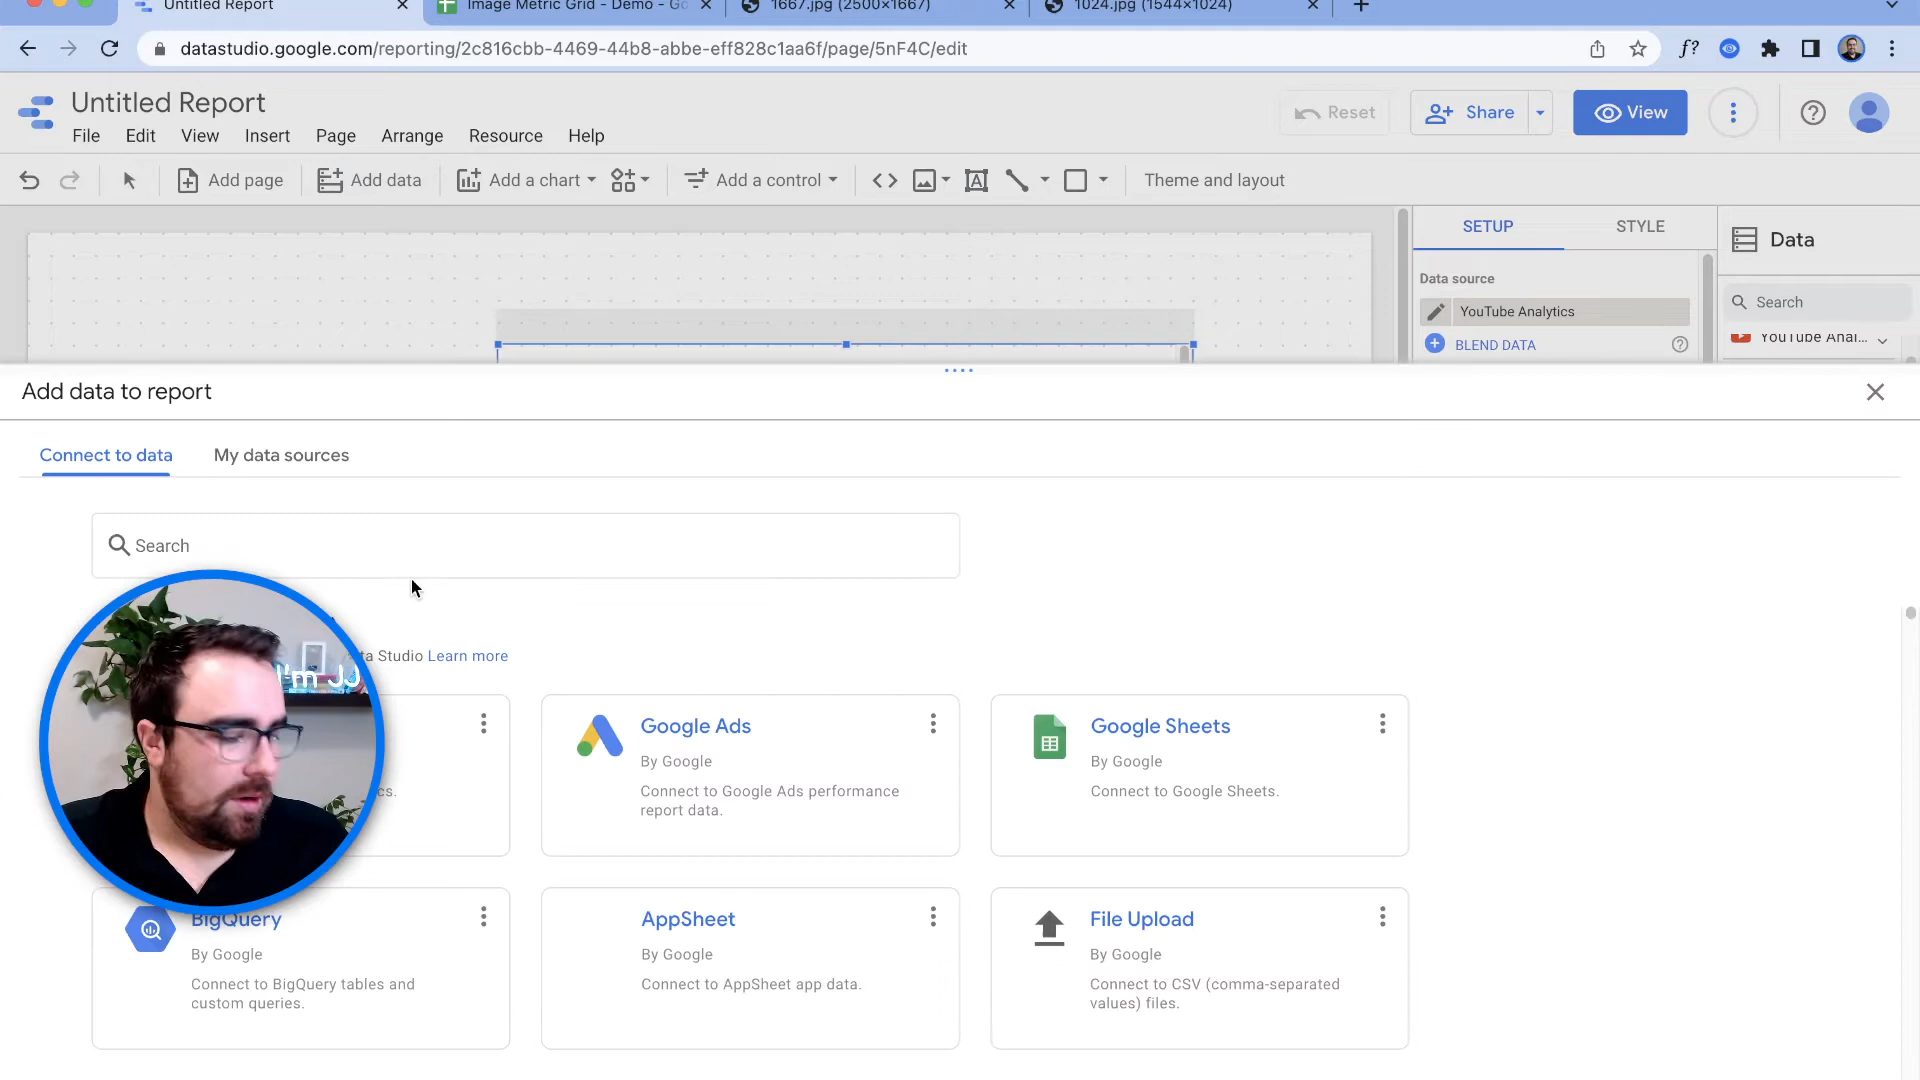 Untitled Report
Image Metric Grid - Demo - Go
1667.jpg (2500×1667)
1024.jpg (1544×1024)
datastudio.google.com/reporting/2c816cbb-4469-44b8-abbe-eff828c1aa6f/page/5nF4C/edit
f?
Untitled Report
File Edit View Insert Page Arrange Resource Help
Reset
Share
View
Add page
Add data
Add a chart
Add a control
Theme and layout
SETUP
STYLE
Data
Data source
YouTube Analytics
BLEND DATA
Search
YouTube Anal...
Add data to report
Connect to data
My data sources
Search
ta Studio Learn more
I'm JJ
cs.
Google Ads
By Google
Connect to Google Ads performance
report data.
Google Sheets
By Google
Connect to Google Sheets.
BigQuery
By Google
Connect to BigQuery tables and
custom queries.
AppSheet
By Google
Connect to AppSheet app data.
File Upload
By Google
Connect to CSV (comma-separated
values) files.